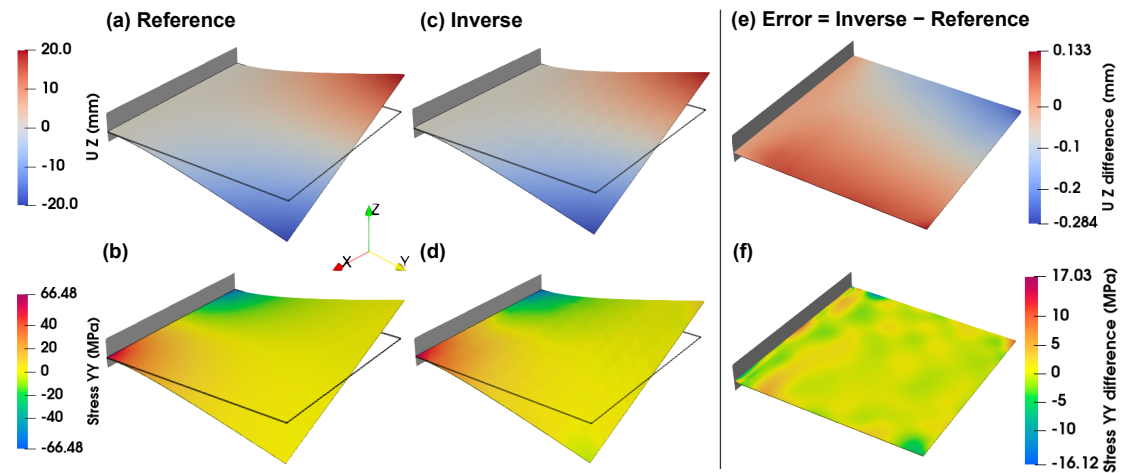 (a) Reference
(c) Inverse
(e) Error = Inverse − Reference
20.0
10
0
-10
-20.0
U Z (mm)
0.133
0
-0.1
-0.2
-0.284
U Z difference (mm)
Z
X
Y
(b)
(d)
(f)
66.48
40
20
0
-20
-40
-66.48
Stress YY (MPa)
17.03
10
5
0
-5
-10
-16.12
Stress YY difference (MPa)